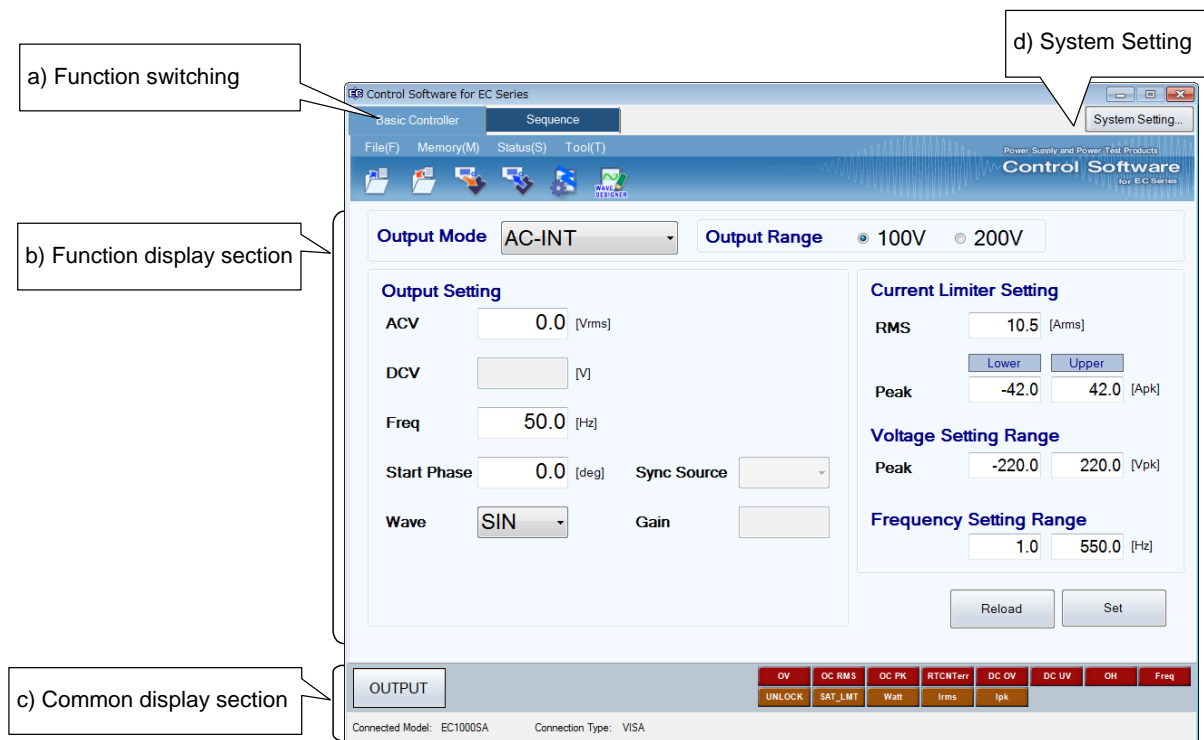 d) System Setting
a) Function switching
Control Software for EC Series
Basic Controller Sequence System Setting...
File(F) Memory(M) Status(S) Tool(T)
Power Supply and Power Test Products
Control Software
for EC Series
WAVE
DESIGNER
b) Function display section
Output Mode AC-INT Output Range 100V 200V
Output Setting Current Limiter Setting
ACV 0.0 [Vrms] RMS 10.5 [Arms]
Lower Upper
DCV [V] Peak -42.0 42.0 [Apk]
Freq 50.0 [Hz] Voltage Setting Range
Start Phase 0.0 [deg] Sync Source Peak -220.0 220.0 [Vpk]
Wave SIN Gain Frequency Setting Range
1.0 550.0 [Hz]
Reload Set
c) Common display section
OUTPUT
OV OC RMS OC PK RTCNTerr DC OV DC UV OH Freq
UNLOCK SAT_LMT Watt Irms Ipk
Connected Model: EC1000SA Connection Type: VISA